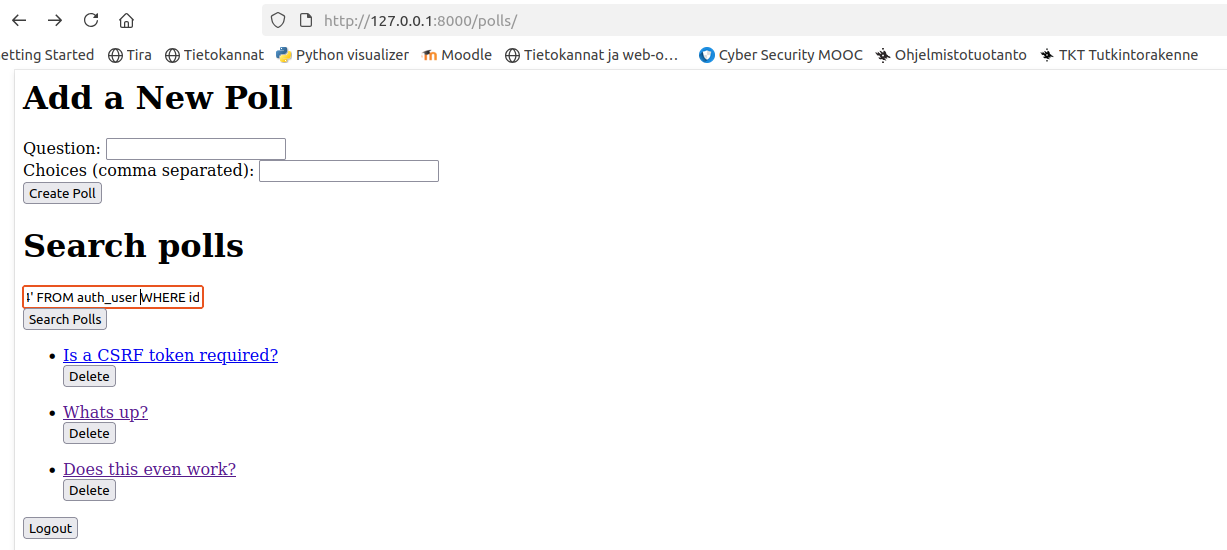 http://127.0.0.1:8000/polls/
etting Started Tira Tietokannat Python visualizer Moodle Tietokannat ja web-o... Cyber Security MOOC Ohjelmistotuotanto TKT Tutkintorakenne
Add a New Poll
Question:
Choices (comma separated):
Create Poll
Search polls
' FROM auth_user WHERE id
Search Polls
Is a CSRF token required?
Delete
Whats up?
Delete
Does this even work?
Delete
Logout